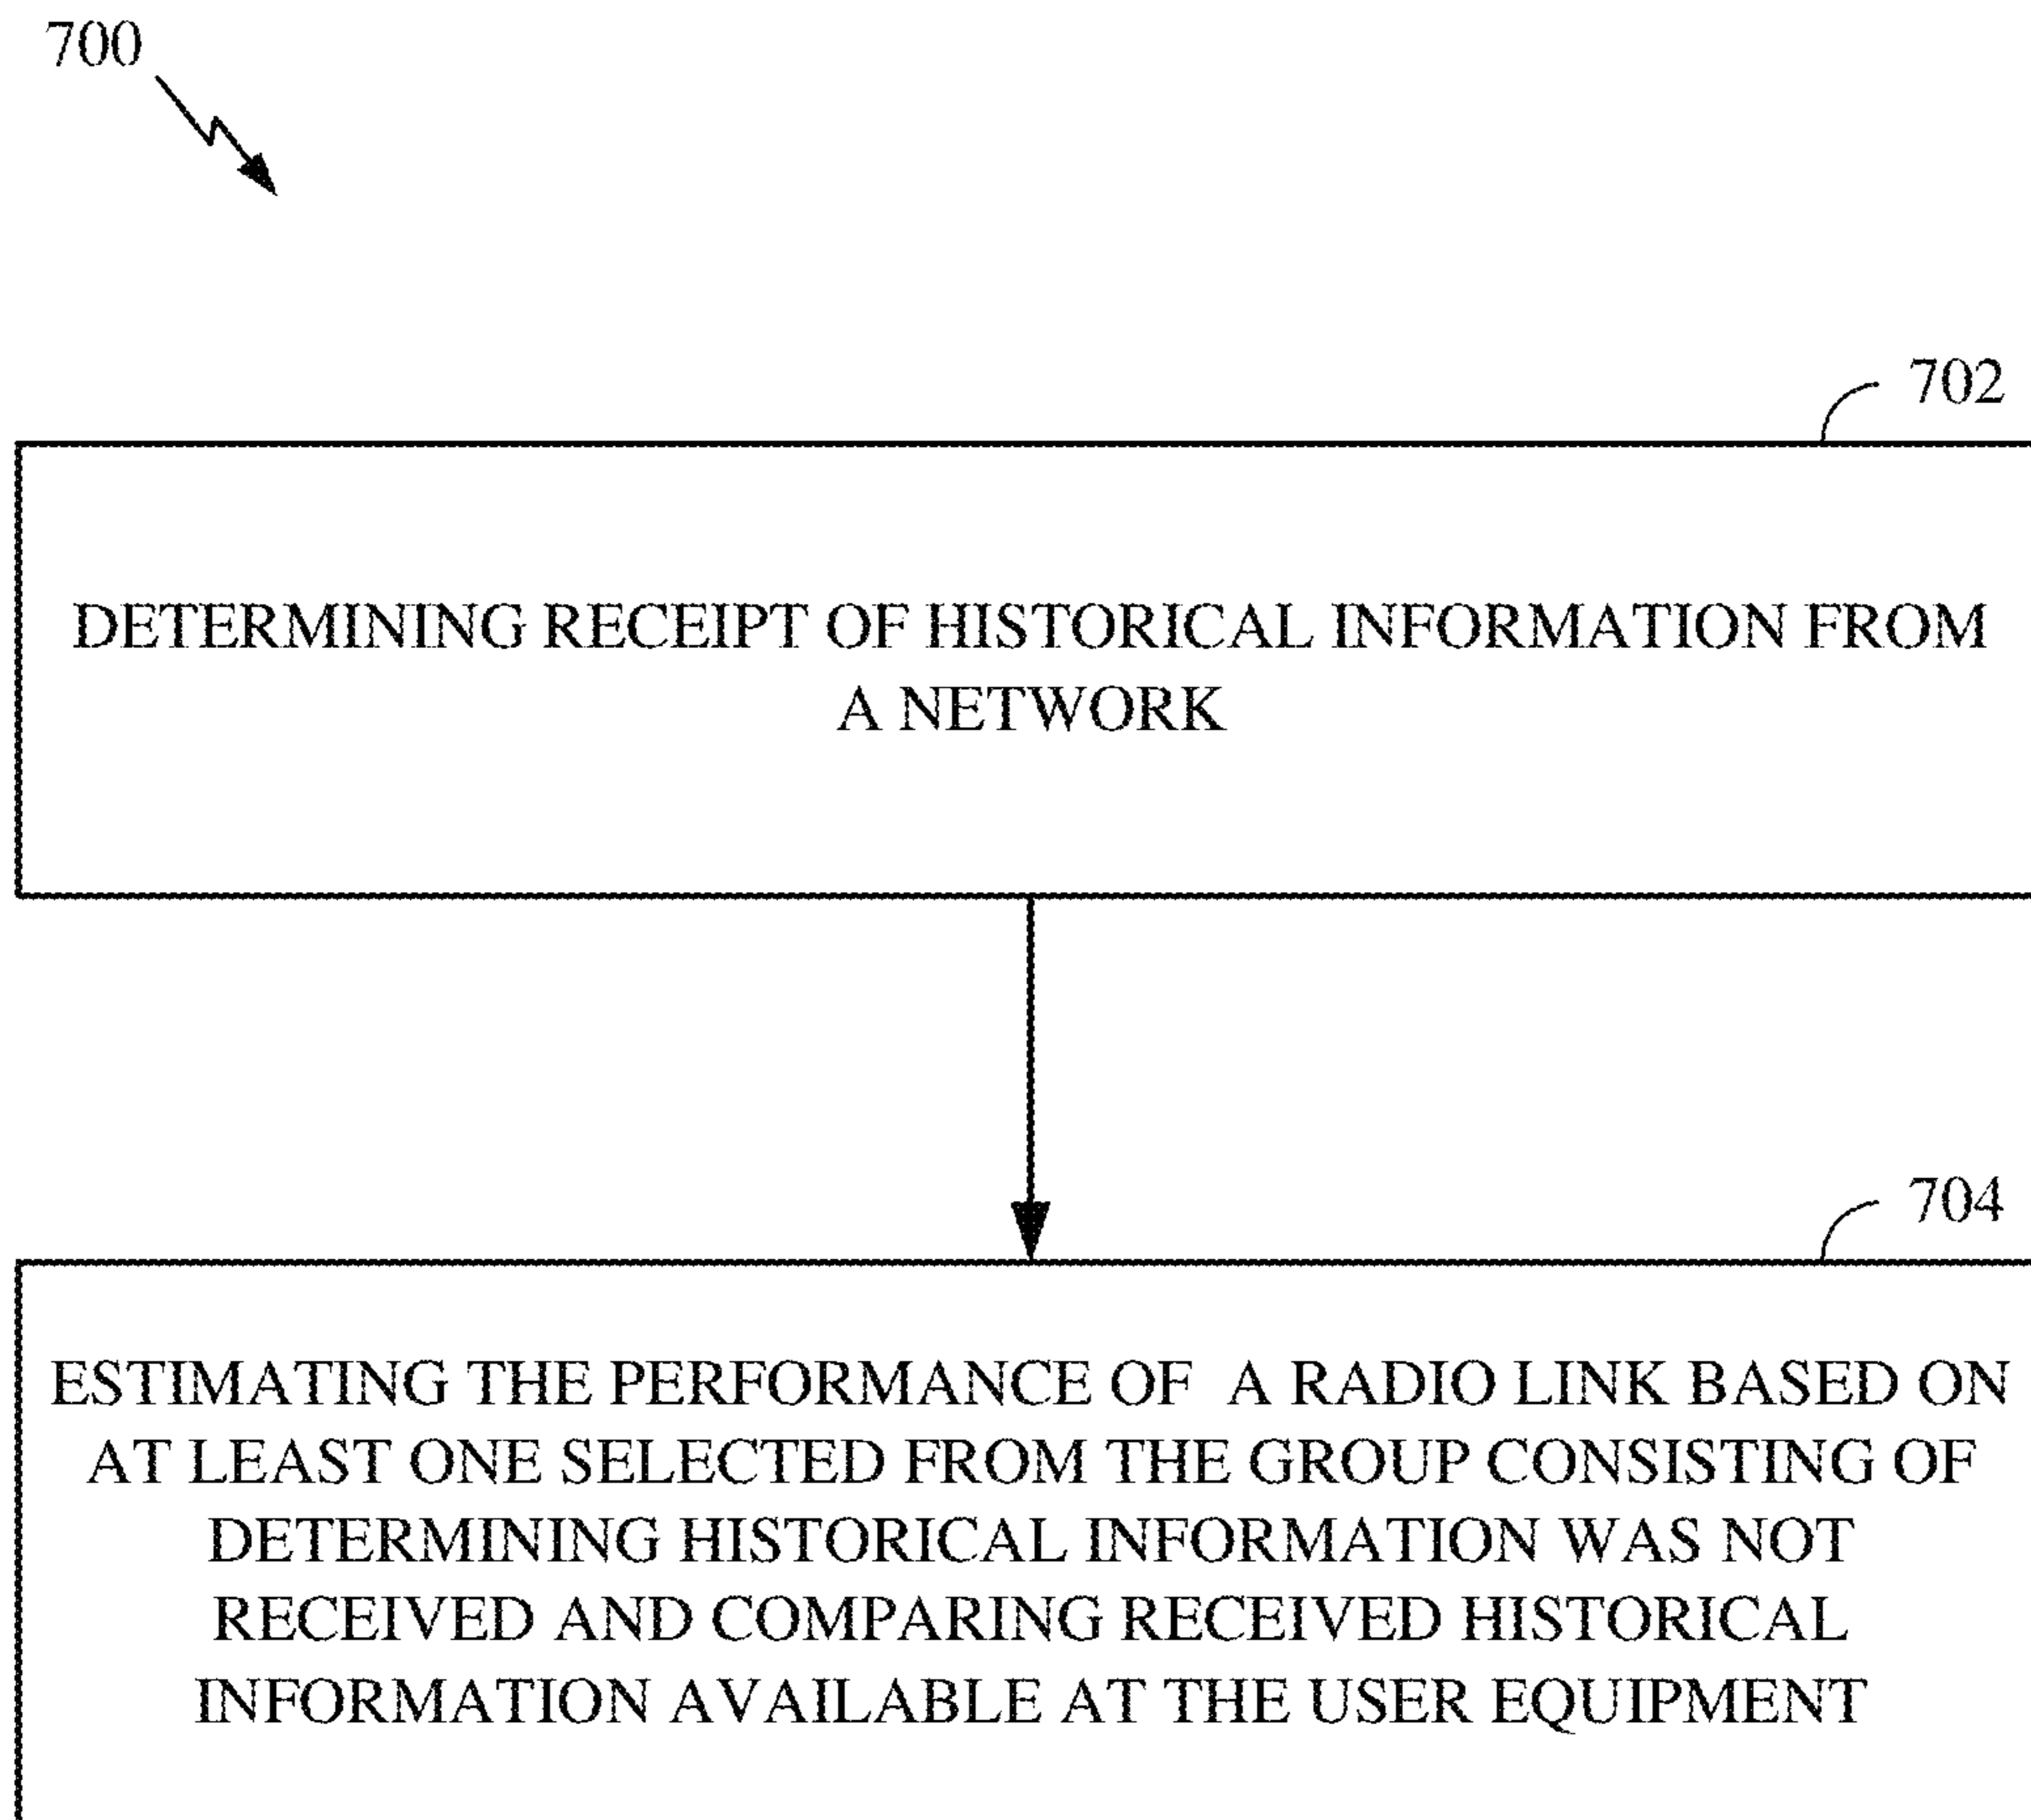 700
702
DETERMINING RECEIPT OF HISTORICAL INFORMATION FROM
A NETWORK
704
ESTIMATING THE PERFORMANCE OF A RADIO LINK BASED ON
AT LEAST ONE SELECTED FROM THE GROUP CONSISTING OF
DETERMINING HISTORICAL INFORMATION WAS NOT
RECEIVED AND COMPARING RECEIVED HISTORICAL
INFORMATION AVAILABLE AT THE USER EQUIPMENT